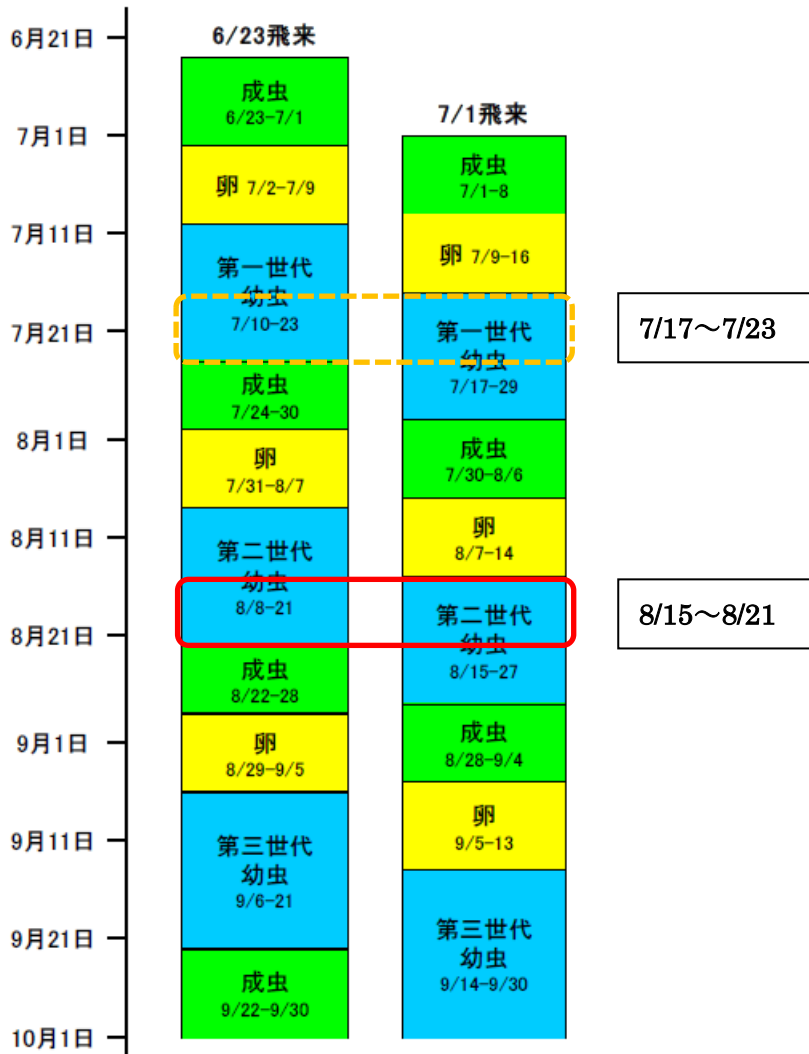 6月21日
7月1日
7月11日
7月21日
8月1日
8月11日
8月21日
9月1日
9月11日
9月21日
10月1日
6/23飛来
成虫
6/23-7/1
卵 7/2-7/9
第一世代
幼虫
7/10-23
成虫
7/24-30
卵
7/31-8/7
第二世代
幼虫
8/8-21
成虫
8/22-28
卵
8/29-9/5
第三世代
幼虫
9/6-21
成虫
9/22-9/30
7/1飛来
成虫
7/1-8
卵 7/9-16
第一世代
幼虫
7/17-29
成虫
7/30-8/6
卵
8/7-14
第二世代
幼虫
8/15-27
成虫
8/28-9/4
卵
9/5-13
第三世代
幼虫
9/14-9/30
7/17～7/23
8/15～8/21